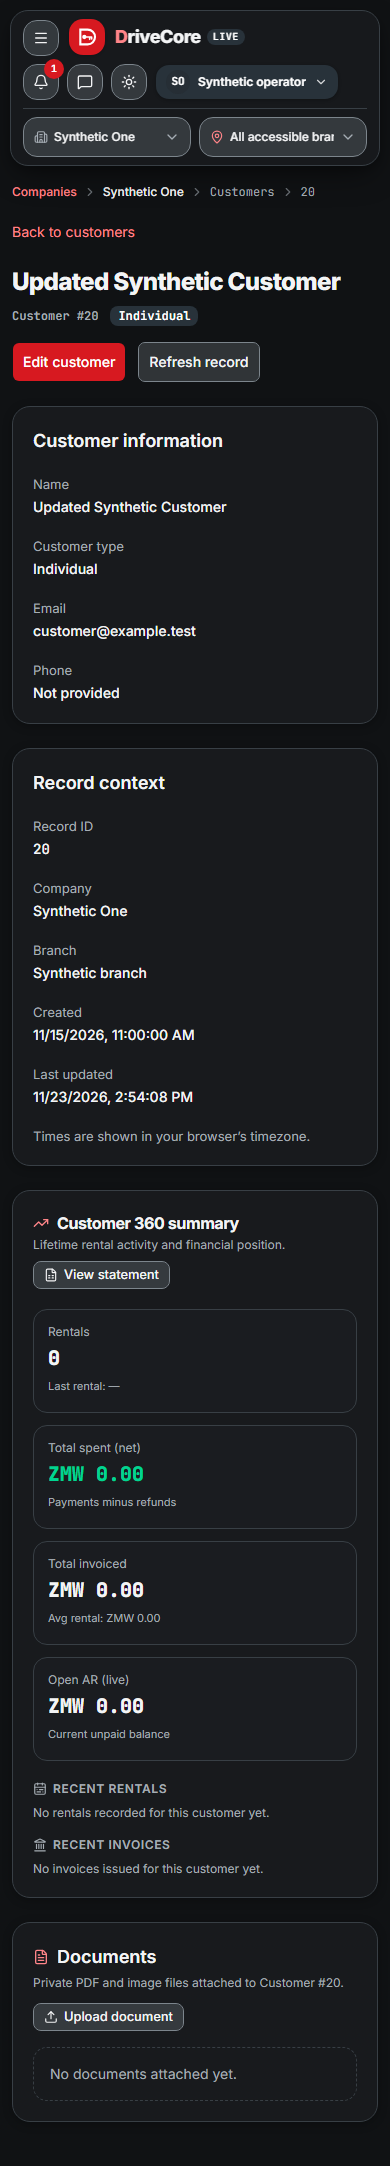 DriveCore LIVE
1
SO Synthetic operator
Synthetic One
All accessible brar
Companies > Synthetic One > Customers > 20
Back to customers
Updated Synthetic Customer
Customer #20 Individual
Edit customer
Refresh record
Customer information
Name
Updated Synthetic Customer
Customer type
Individual
Email
customer@example.test
Phone
Not provided
Record context
Record ID
20
Company
Synthetic One
Branch
Synthetic branch
Created
11/15/2026, 11:00:00 AM
Last updated
11/23/2026, 2:54:08 PM
Times are shown in your browser’s timezone.
Customer 360 summary
Lifetime rental activity and financial position.
View statement
Rentals
0
Last rental: —
Total spent (net)
ZMW 0.00
Payments minus refunds
Total invoiced
ZMW 0.00
Avg rental: ZMW 0.00
Open AR (live)
ZMW 0.00
Current unpaid balance
RECENT RENTALS
No rentals recorded for this customer yet.
RECENT INVOICES
No invoices issued for this customer yet.
Documents
Private PDF and image files attached to Customer #20.
Upload document
No documents attached yet.